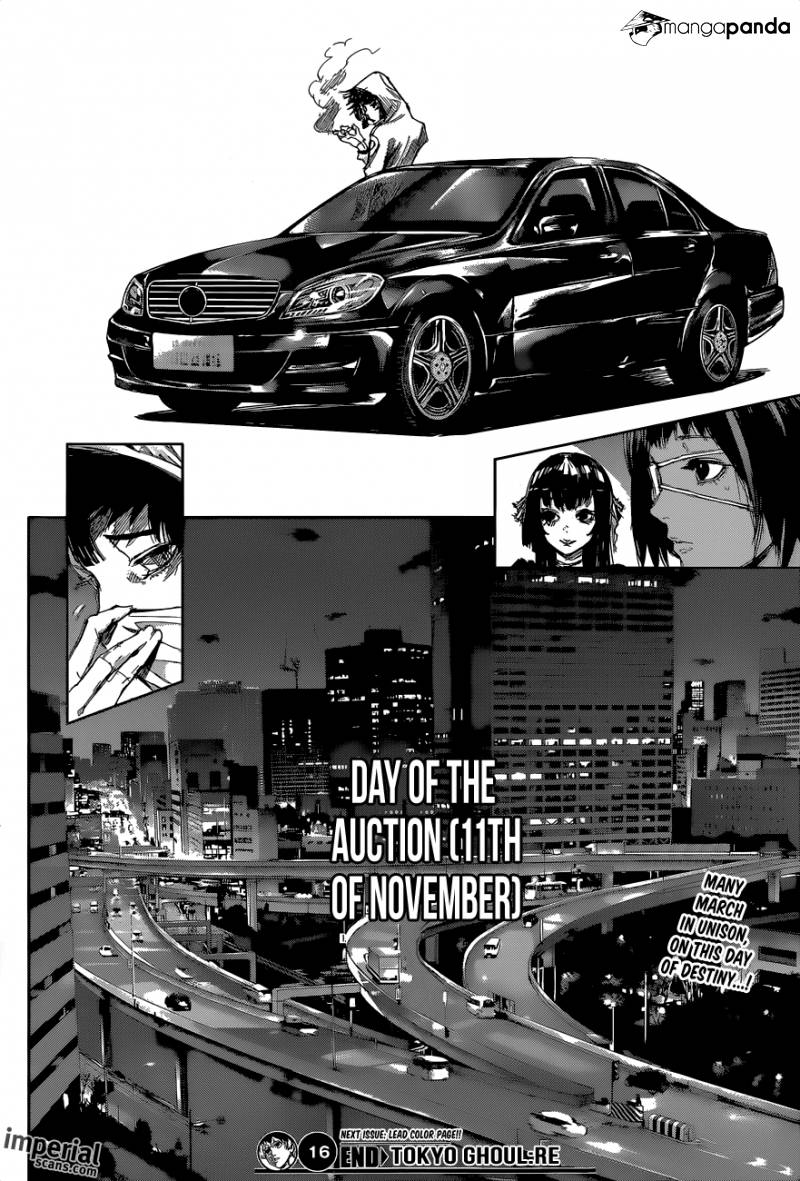 mangapanda
DAY OF THE
AUCTION (11TH
OF NOVEMBER)
MANY
MARCH
IN UNISON,
ON THIS DAY
OF DESTINY...!
imperial
scans.com
NEXT ISSUE: LEAD COLOR PAGE!!
16
END TOKYO GHOUL:RE